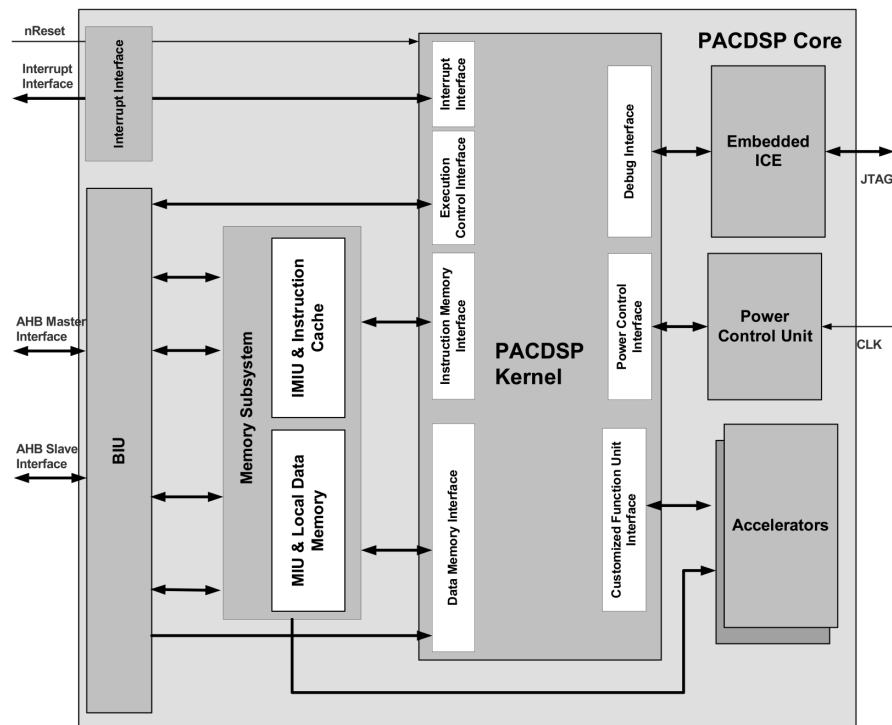 nReset
Interrupt
Interface
Interrupt Interface
AHB Master
Interface
AHB Slave
Interface
BIU
Memory Subsystem
IMIU & Instruction
Cache
MIU & Local Data
Memory
Interrupt
Interface
Execution
Control Interface
Instruction Memory
Interface
Data Memory Interface
PACDSP
Kernel
Debug Interface
Power Control
Interface
Customized Function Unit
Interface
PACDSP Core
Embedded
ICE
JTAG
Power
Control Unit
CLK
Accelerators